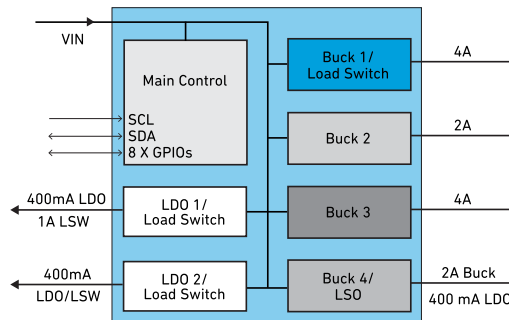 VIN
Main Control
SCL
SDA
8 X GPIOs
Buck 1/
Load Switch
4A
Buck 2
2A
400mA LDO
1A LSW
LDO 1/
Load Switch
Buck 3
4A
400mA
LDO/LSW
LDO 2/
Load Switch
Buck 4/
LSO
2A Buck
400 mA LDO